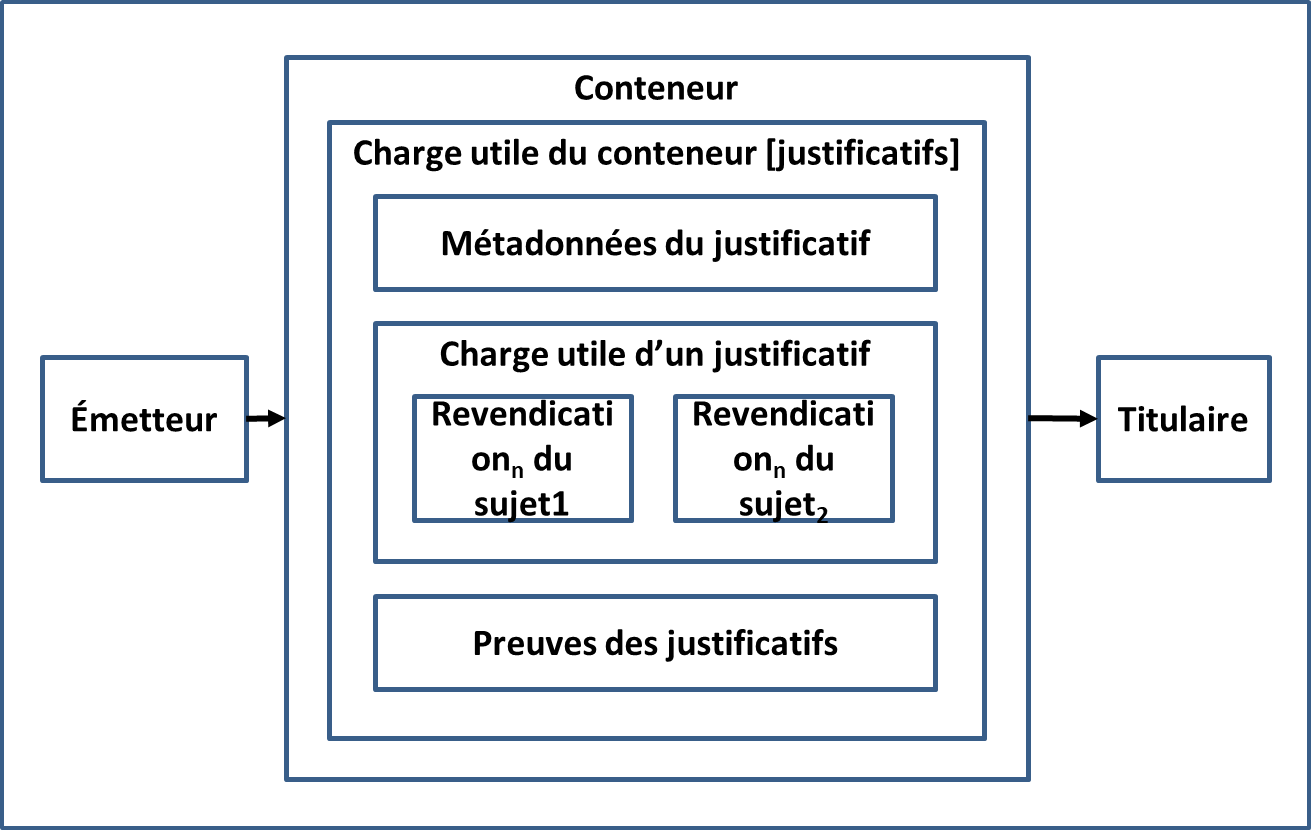 Conteneur
Charge utile du conteneur [justificatifs]
Métadonnées du justificatif
Charge utile d’un justificatif
Émetteur
Revendicati
onₙ du
sujet1
Revendicati
onₙ du
sujet₂
Titulaire
Preuves des justificatifs